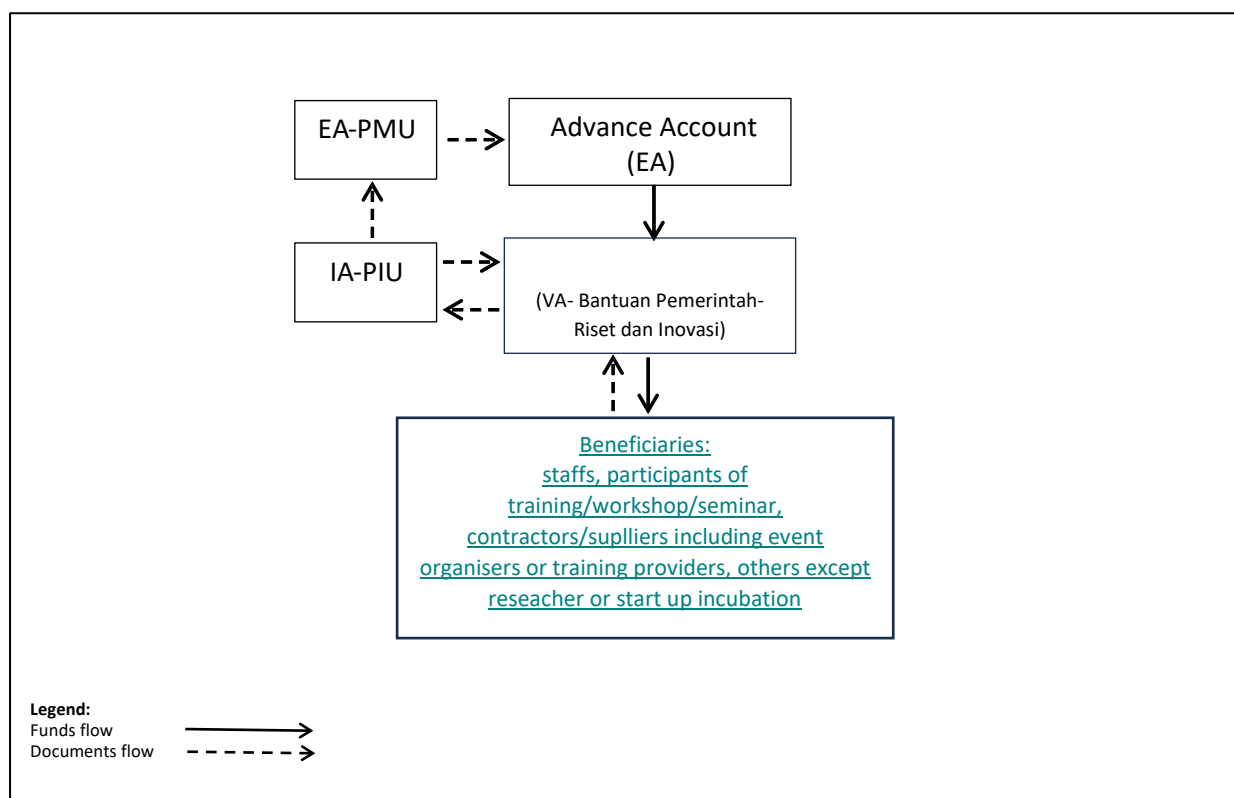 EA-PMU
Advance Account
(EA)
IA-PIU
(VA- Bantuan Pemerintah-
Riset dan Inovasi)
Beneficiaries:
staffs, participants of
training/workshop/seminar,
contractors/suplliers including event
organisers or training providers, others except
reseacher or start up incubation
Legend:
Funds flow
Documents flow